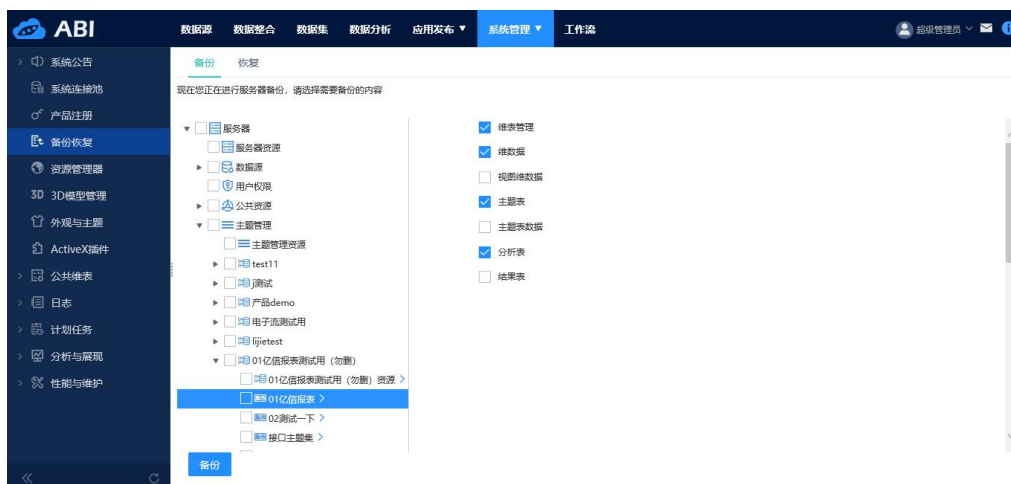 ABI
数据源 数据整合 数据集 数据分析 应用发布 ▼ 系统管理 ▼ 工作流
超级管理员
系统公告
系统连接池
产品注册
备份恢复
资源管理器
3D 3D模型管理
外观与主题
ActiveX插件
公共维表
日志
计划任务
分析与展现
性能与维护
备份 恢复
现在您正在进行服务器备份，请选择需要备份的内容
服务器
服务器资源
数据源
用户权限
公共资源
主题管理
主题管理资源
test11
j测试
产品demo
电子流测试用
lijietest
01亿信报表测试用（勿删）
01亿信报表测试用（勿删）资源 >
01亿信报表 >
02测试一下 >
接口主题集 >
维表管理
维数据
视图维数据
主题表
主题表数据
分析表
结果表
备份